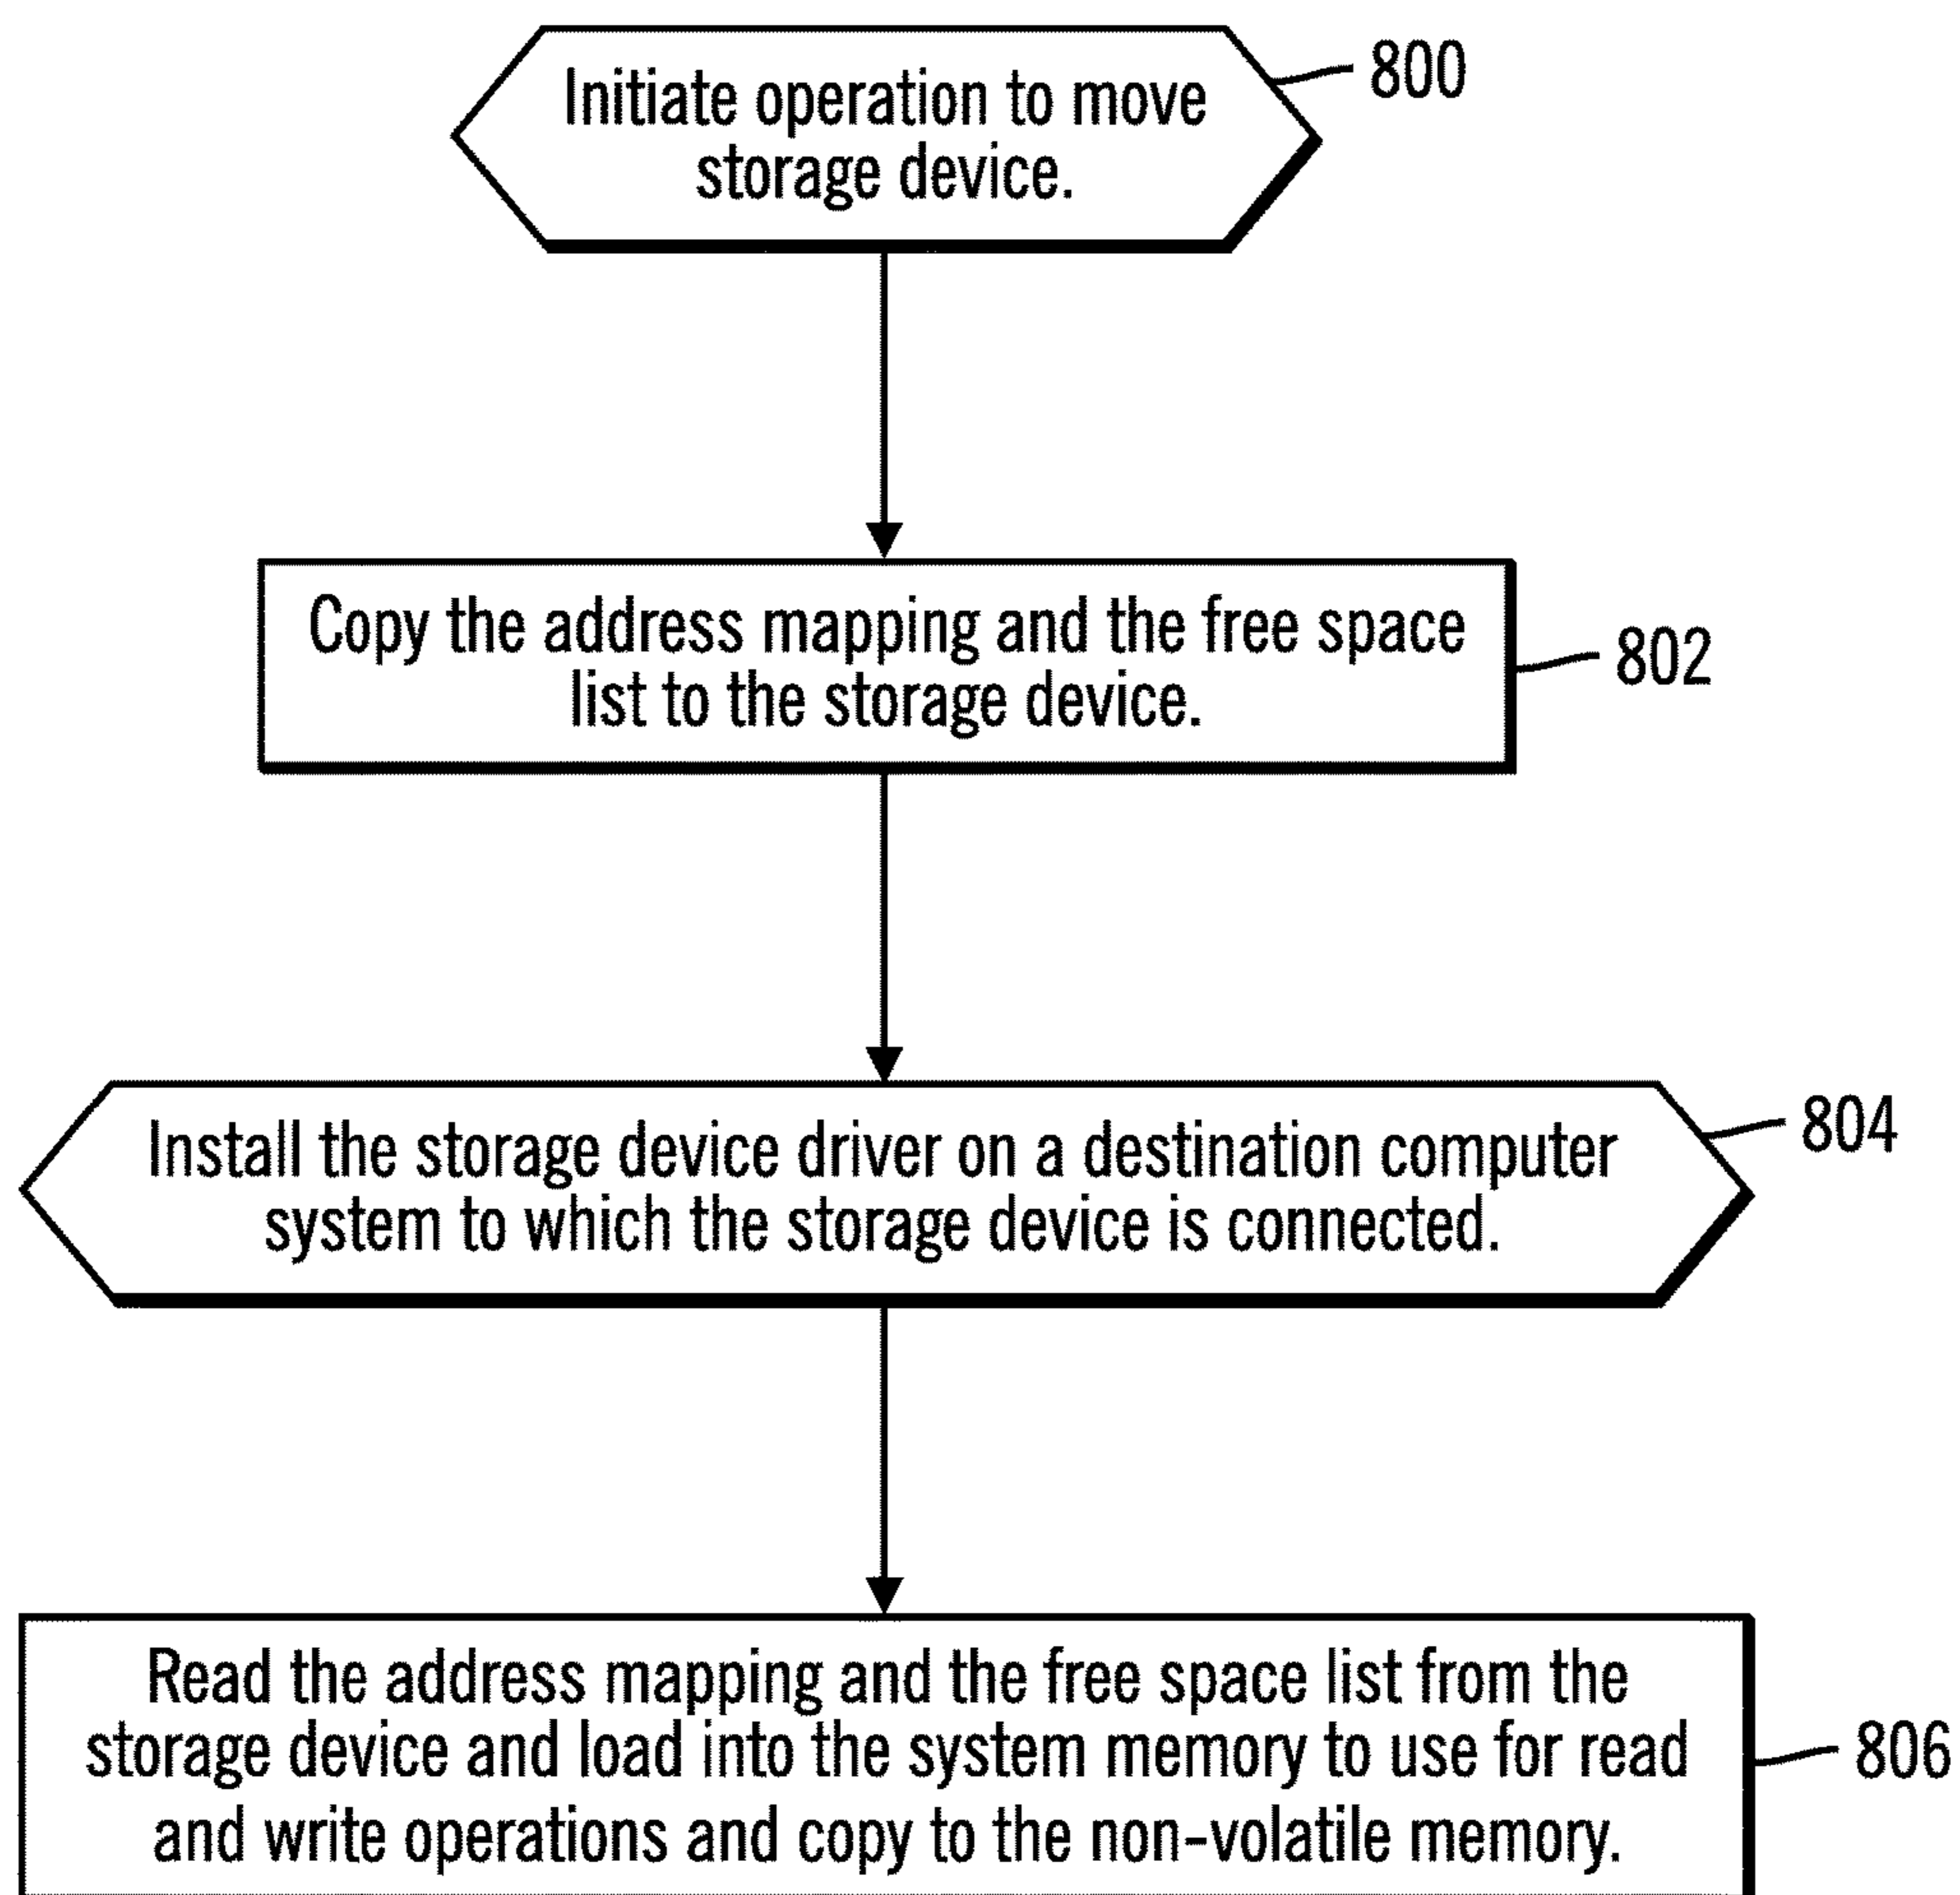 Initiate operation to move
storage device.
800
Copy the address mapping and the free space
list to the storage device.
802
Install the storage device driver on a destination computer
system to which the storage device is connected.
804
Read the address mapping and the free space list from the
storage device and load into the system memory to use for read
and write operations and copy to the non-volatile memory.
806